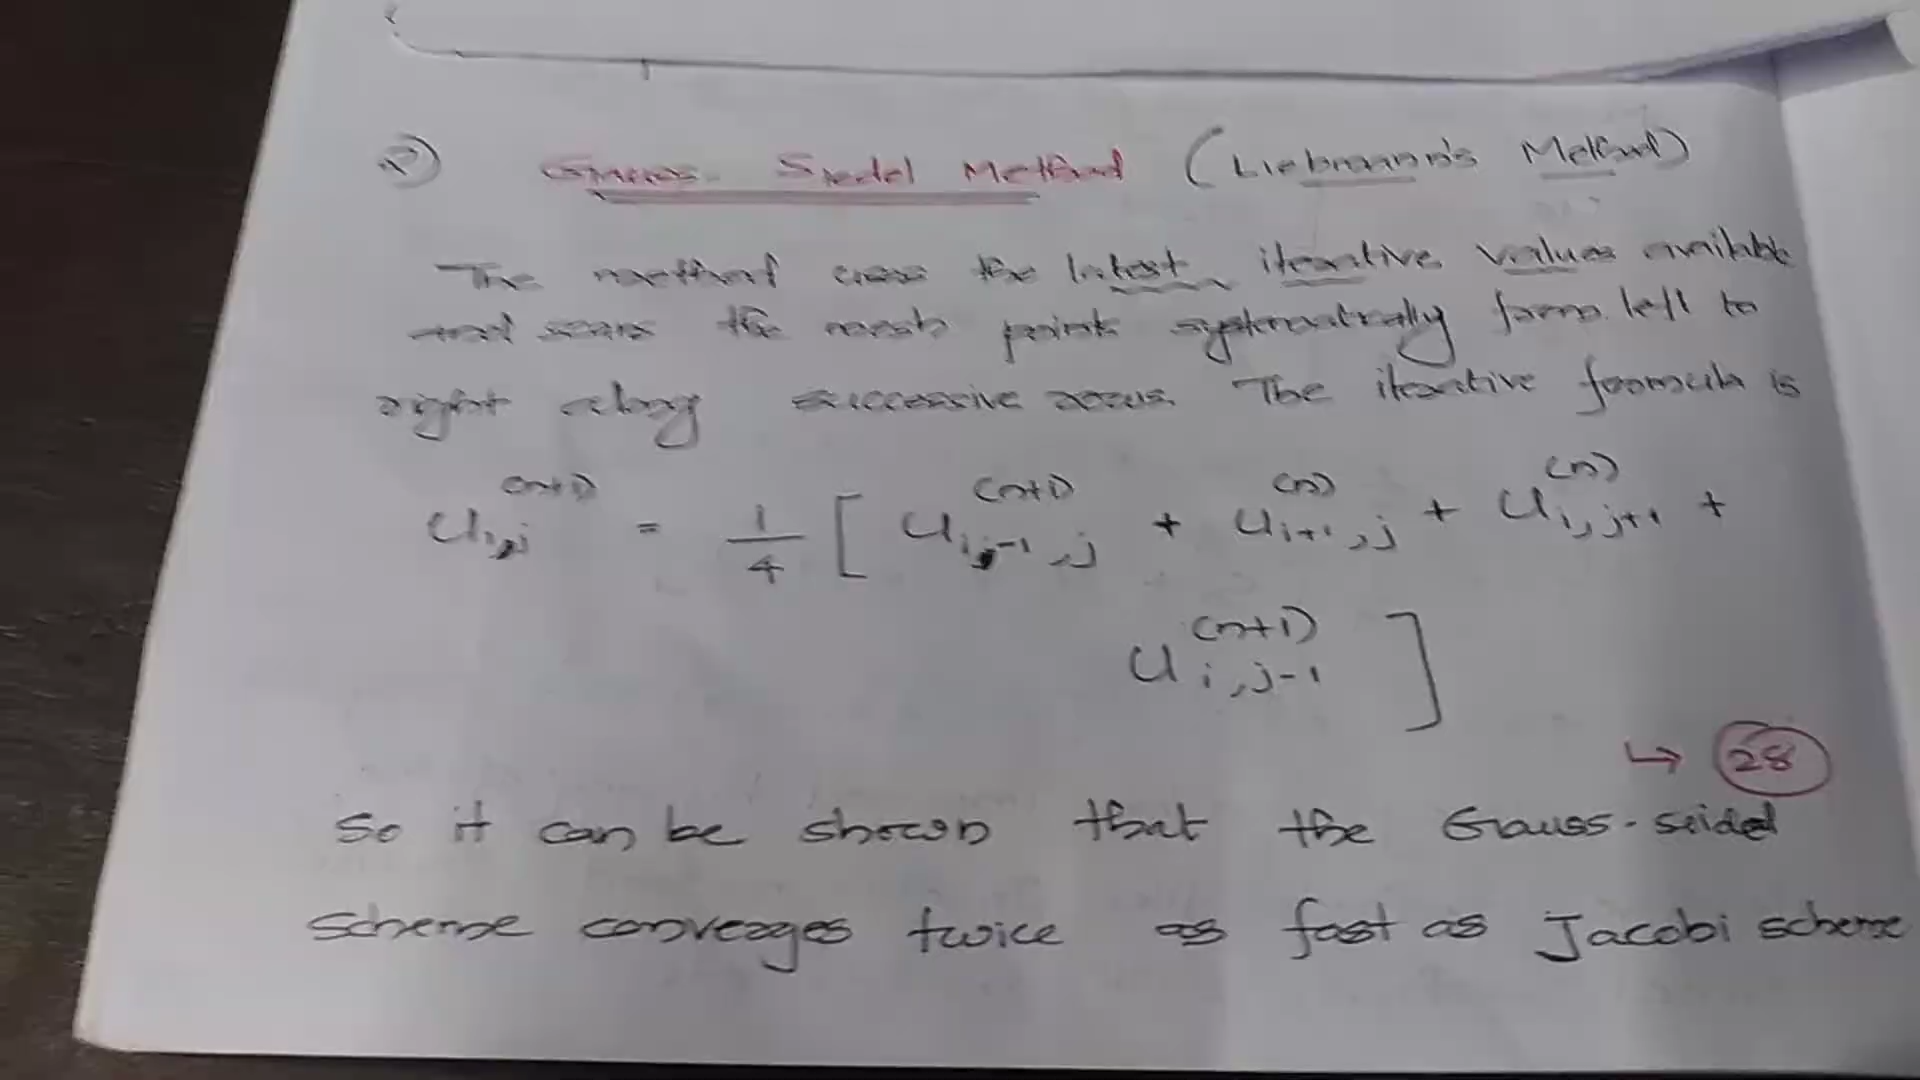 2) Gauss- Siedel Method (Liebmann's Method)
The method uses the latest iterative values available
and scans the mesh points systematically from left to
right along successive rows. The iterative formula is
u_{i,j}^{(n+1)} = 1/4 [ u_{i-1,j}^{(n+1)} + u_{i+1,j}^{(n)} + u_{i,j+1}^{(n)} +
u_{i,j-1}^{(n+1)} ]
↳ 28
So it can be shown that the Gauss-seidel
scheme converges twice as fast as Jacobi scheme